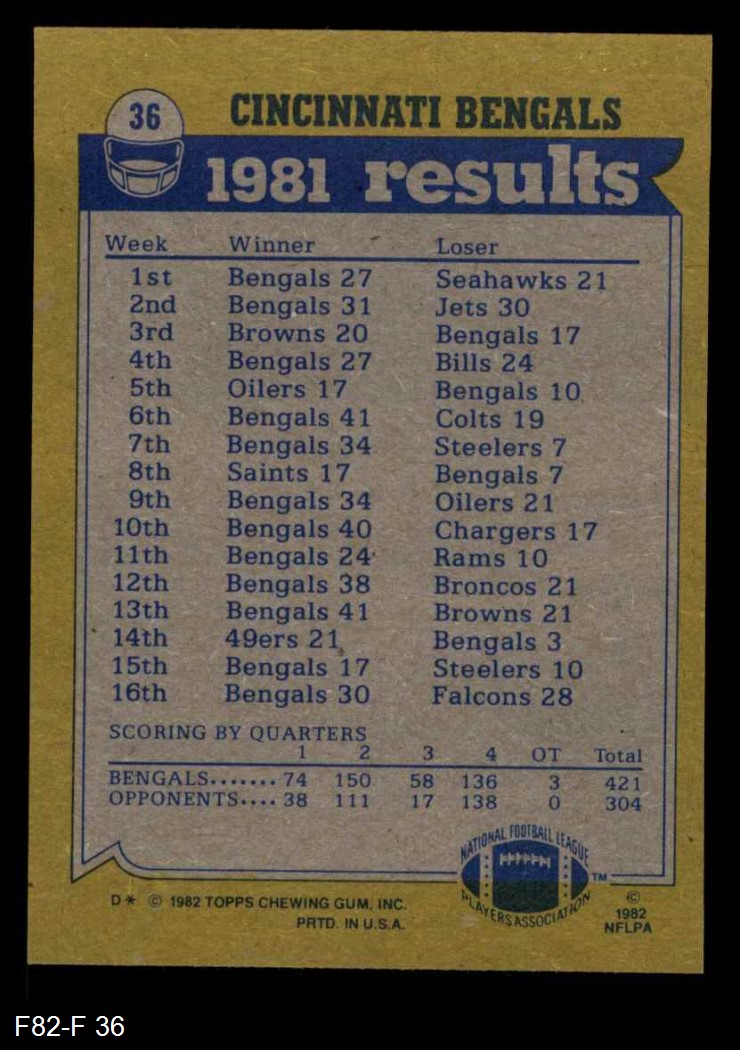 36
CINCINNATI BENGALS
1981 results
Week Winner Loser
1st Bengals 27 Seahawks 21
2nd Bengals 31 Jets 30
3rd Browns 20 Bengals 17
4th Bengals 27 Bills 24
5th Oilers 17 Bengals 10
6th Bengals 41 Colts 19
7th Bengals 34 Steelers 7
8th Saints 17 Bengals 7
9th Bengals 34 Oilers 21
10th Bengals 40 Chargers 17
11th Bengals 24 Rams 10
12th Bengals 38 Broncos 21
13th Bengals 41 Browns 21
14th 49ers 21 Bengals 3
15th Bengals 17 Steelers 10
16th Bengals 30 Falcons 28
SCORING BY QUARTERS
1 2 3 4 OT Total
BENGALS....... 74 150 58 136 3 421
OPPONENTS.... 38 111 17 138 0 304
NATIONAL FOOTBALL LEAGUE
NFLPA
PLAYERS ASSOCIATION
TM
D* © 1982 TOPPS CHEWING GUM, INC.
PRTD. IN U.S.A.
©
1982
NFLPA
F82-F 36